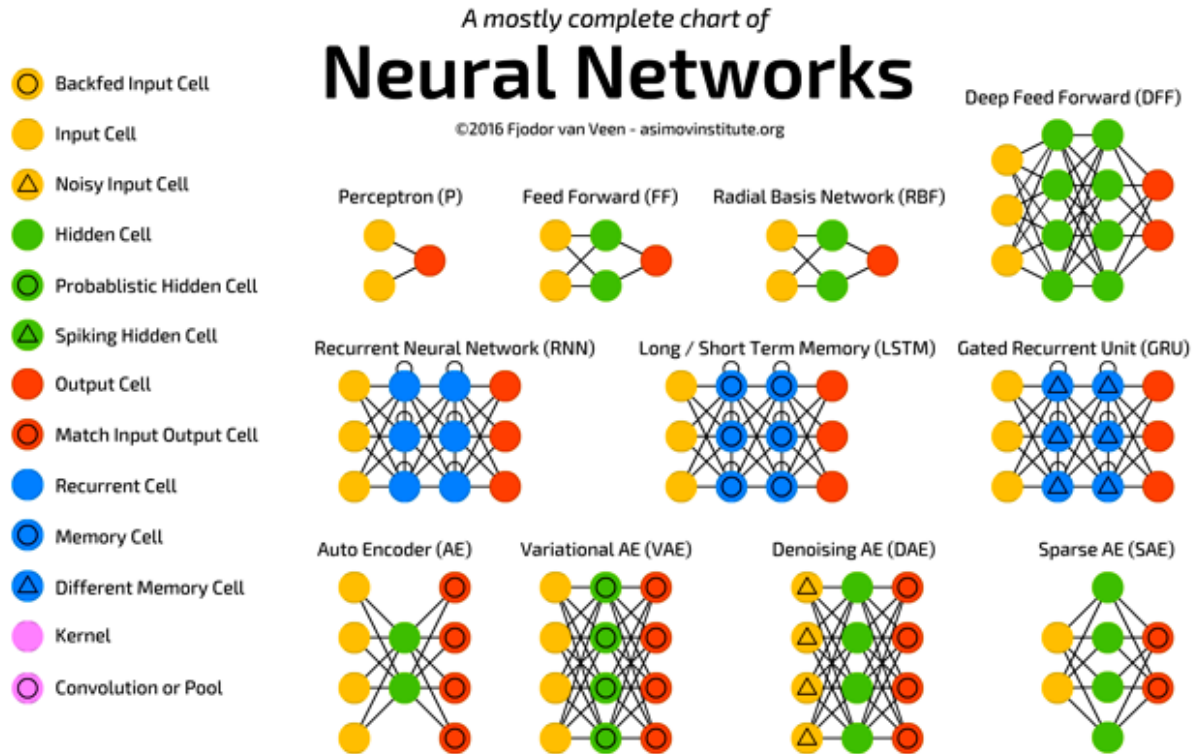 A mostly complete chart of
Neural Networks
©2016 Fjodor van Veen - asimovinstitute.org
Backfed Input Cell
Input Cell
Noisy Input Cell
Hidden Cell
Probablistic Hidden Cell
Spiking Hidden Cell
Output Cell
Match Input Output Cell
Recurrent Cell
Memory Cell
Different Memory Cell
Kernel
Convolution or Pool
Deep Feed Forward (DFF)
Perceptron (P)
Feed Forward (FF)
Radial Basis Network (RBF)
Recurrent Neural Network (RNN)
Long / Short Term Memory (LSTM)
Gated Recurrent Unit (GRU)
Auto Encoder (AE)
Variational AE (VAE)
Denoising AE (DAE)
Sparse AE (SAE)